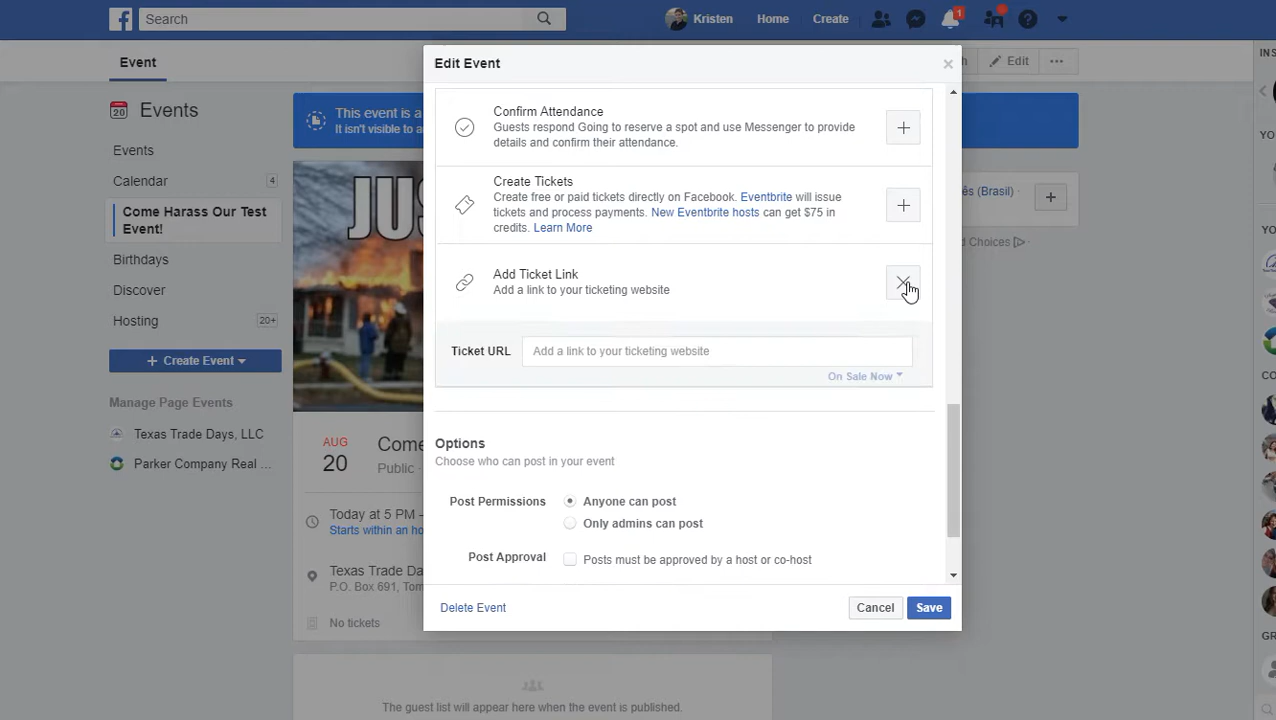 Search
Kristen
Home
Create
1
Event
Edit
Events
20
Events
Calendar
4
Come Harass Our Test
Event!
Birthdays
Discover
Hosting
20+
+ Create Event
Manage Page Events
Texas Trade Days, LLC
Parker Company Real ...
This event is a
It isn't visible to a
JUS
AUG
20
Come
Public
Today at 5 PM –
Starts within an ho
Texas Trade Da
P.O. Box 691, Tom
No tickets
The guest list will appear here when the event is published.
Edit Event
Confirm Attendance
Guests respond Going to reserve a spot and use Messenger to provide
details and confirm their attendance.
Create Tickets
Create free or paid tickets directly on Facebook. Eventbrite will issue
tickets and process payments. New Eventbrite hosts can get $75 in
credits. Learn More
Add Ticket Link
Add a link to your ticketing website
Ticket URL
Add a link to your ticketing website
On Sale Now
Options
Choose who can post in your event
Post Permissions
Anyone can post
Only admins can post
Post Approval
Posts must be approved by a host or co-host
Delete Event
Cancel
Save
ês (Brasil) ·
d Choices
INS
YO
YO
CO
GR